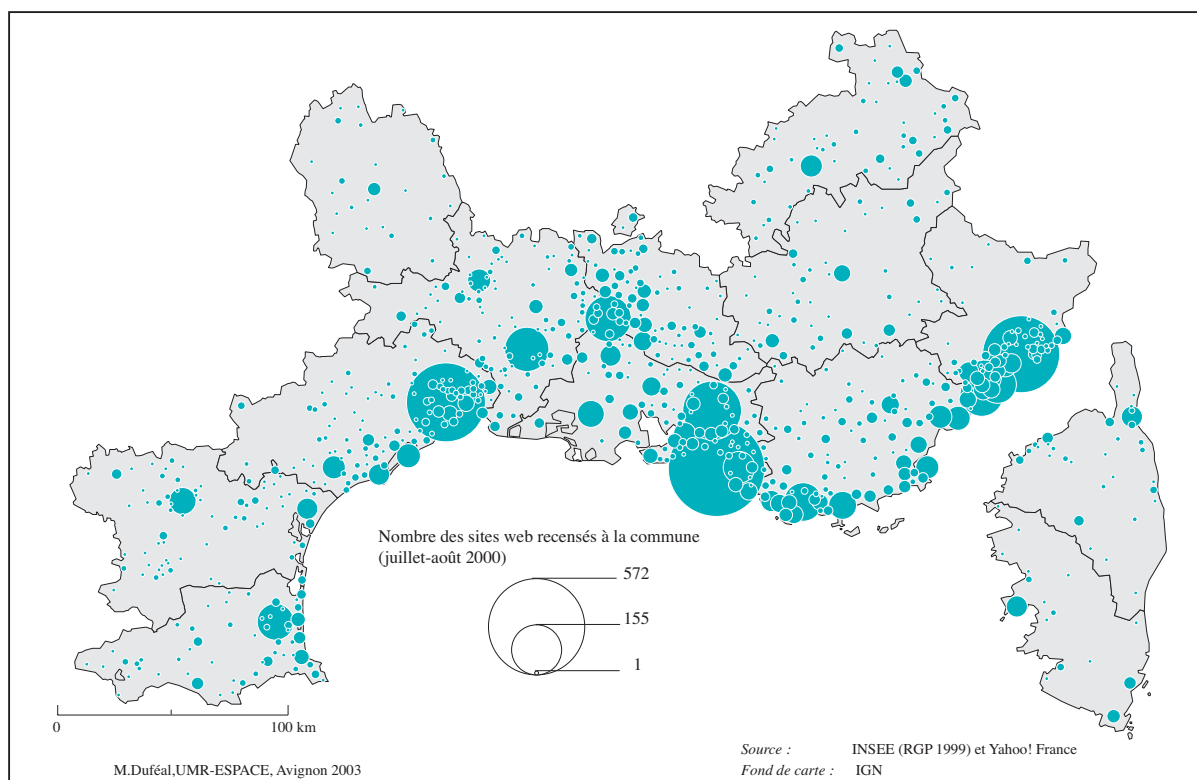 Nombre des sites web recensés à la commune
(juillet-août 2000)
572
155
1
0 100 km
M.Duféal,UMR-ESPACE, Avignon 2003
Source : INSEE (RGP 1999) et Yahoo! France
Fond de carte : IGN